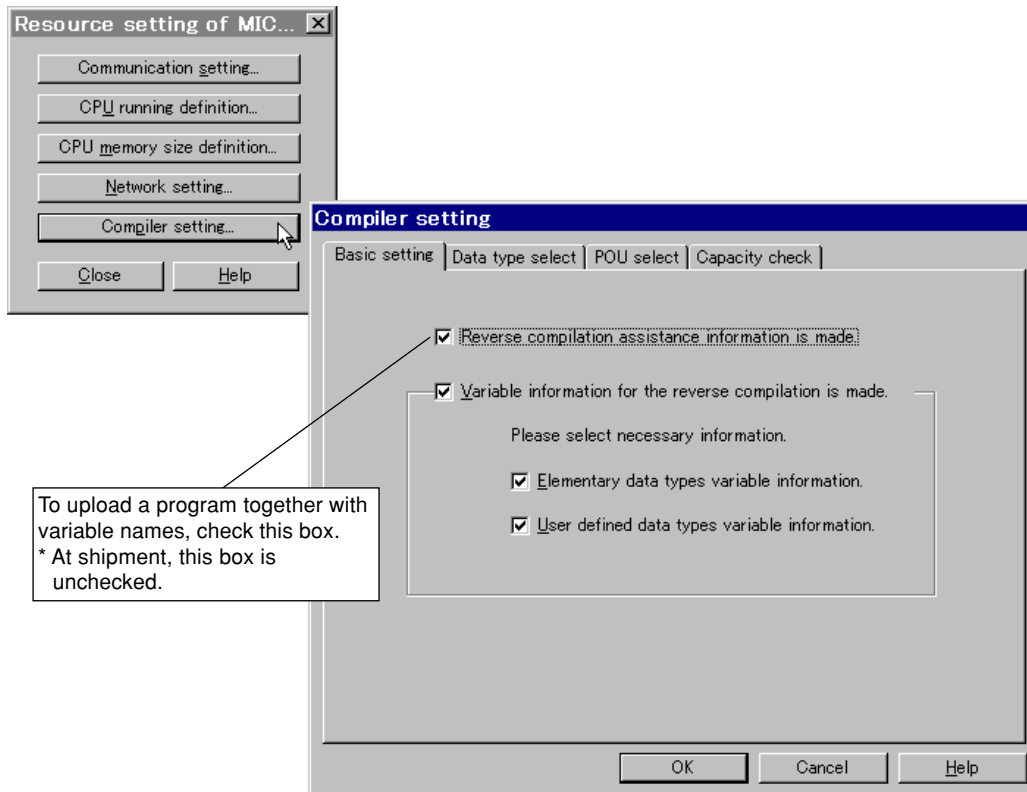 Resource setting of MIC...
Communication setting...
CPU running definition...
CPU memory size definition...
Network setting...
Compiler setting...
Close Help
Compiler setting
Basic setting Data type select POU select Capacity check
Reverse compilation assistance information is made.
Variable information for the reverse compilation is made.
Please select necessary information.
Elementary data types variable information.
User defined data types variable information.
To upload a program together with
variable names, check this box.
* At shipment, this box is
unchecked.
OK Cancel Help